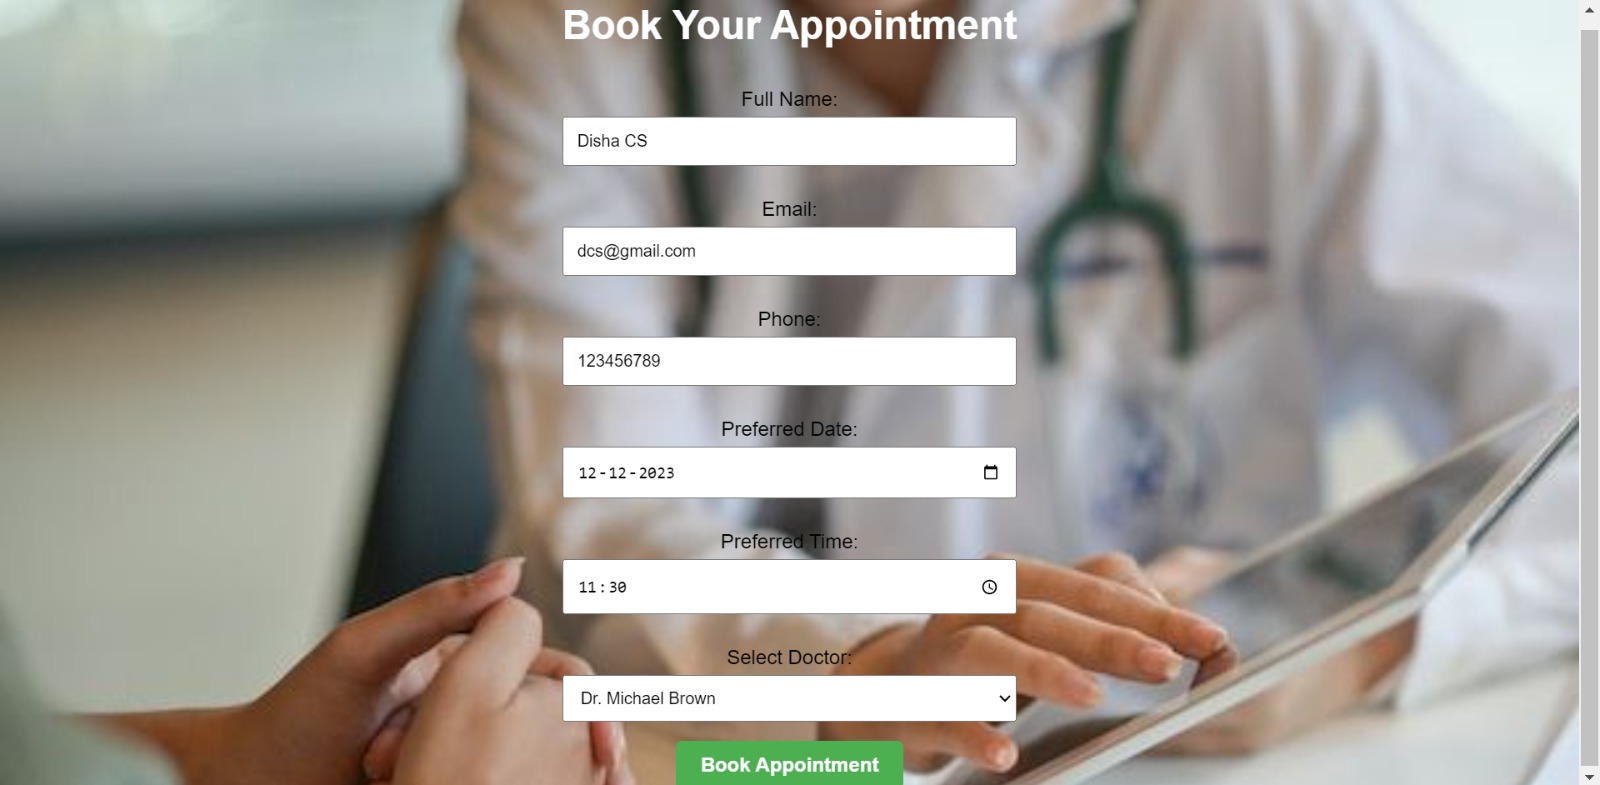 Book Your Appointment
Full Name:
Disha CS
Email:
dcs@gmail.com
Phone:
123456789
Preferred Date:
12-12-2023
Preferred Time:
11:30
Select Doctor:
Dr. Michael Brown
Book Appointment